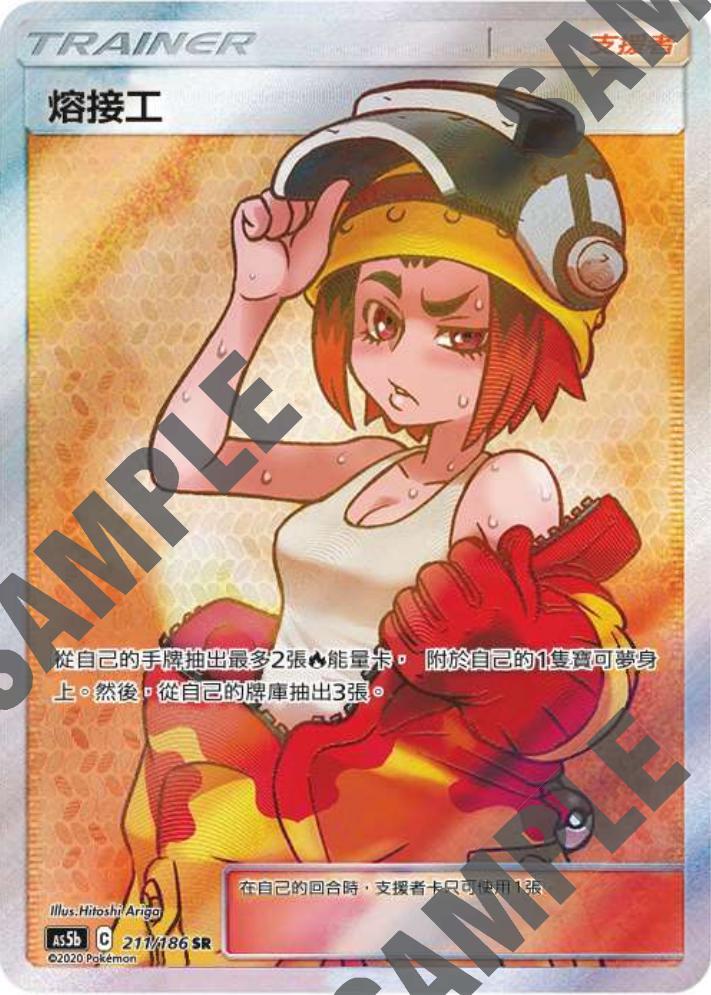 TRAINER
支援者
熔接工
SAMPLE
SAMPLE
從自己的手牌抽出最多2張🔥能量卡， 附於自己的1隻寶可夢身
上。然後，從自己的牌庫抽出3張。
SAMPLE
在自己的回合時，支援者卡只可使用1張。
Illus.Hitoshi Ariga
AS5b C 211/186 SR
©2020 Pokémon
SAMPLE